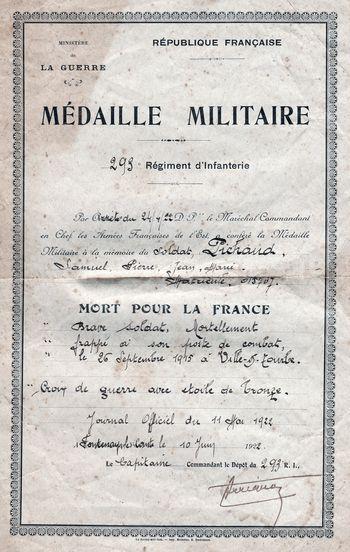 MINISTÈRE
de
LA GUERRE
RÉPUBLIQUE FRANÇAISE
MÉDAILLE MILITAIRE
293 Régiment d'Infanterie
Par Arrêté du 24/4/22 D.P. le Maréchal Commandant
en Chef les Armées Françaises de l'Est, a conféré la Médaille
Militaire à la mémoire du Soldat, Pichaud,
Samuel, Pierre, Jean, Marie.
Matricule
MORT POUR LA FRANCE
Brave soldat, Mortellement
frappé à son poste de combat,
le 26 Septembre 1915 à Ville-s-Tourbe.
Croix de guerre avec etoile de Bronze.
Journal Officiel du 11 Mai 1922
Fontenay-le-Comte le 10 Juin 1922.
Le Capitaine Commandant le Dépôt du 293 R.I.,